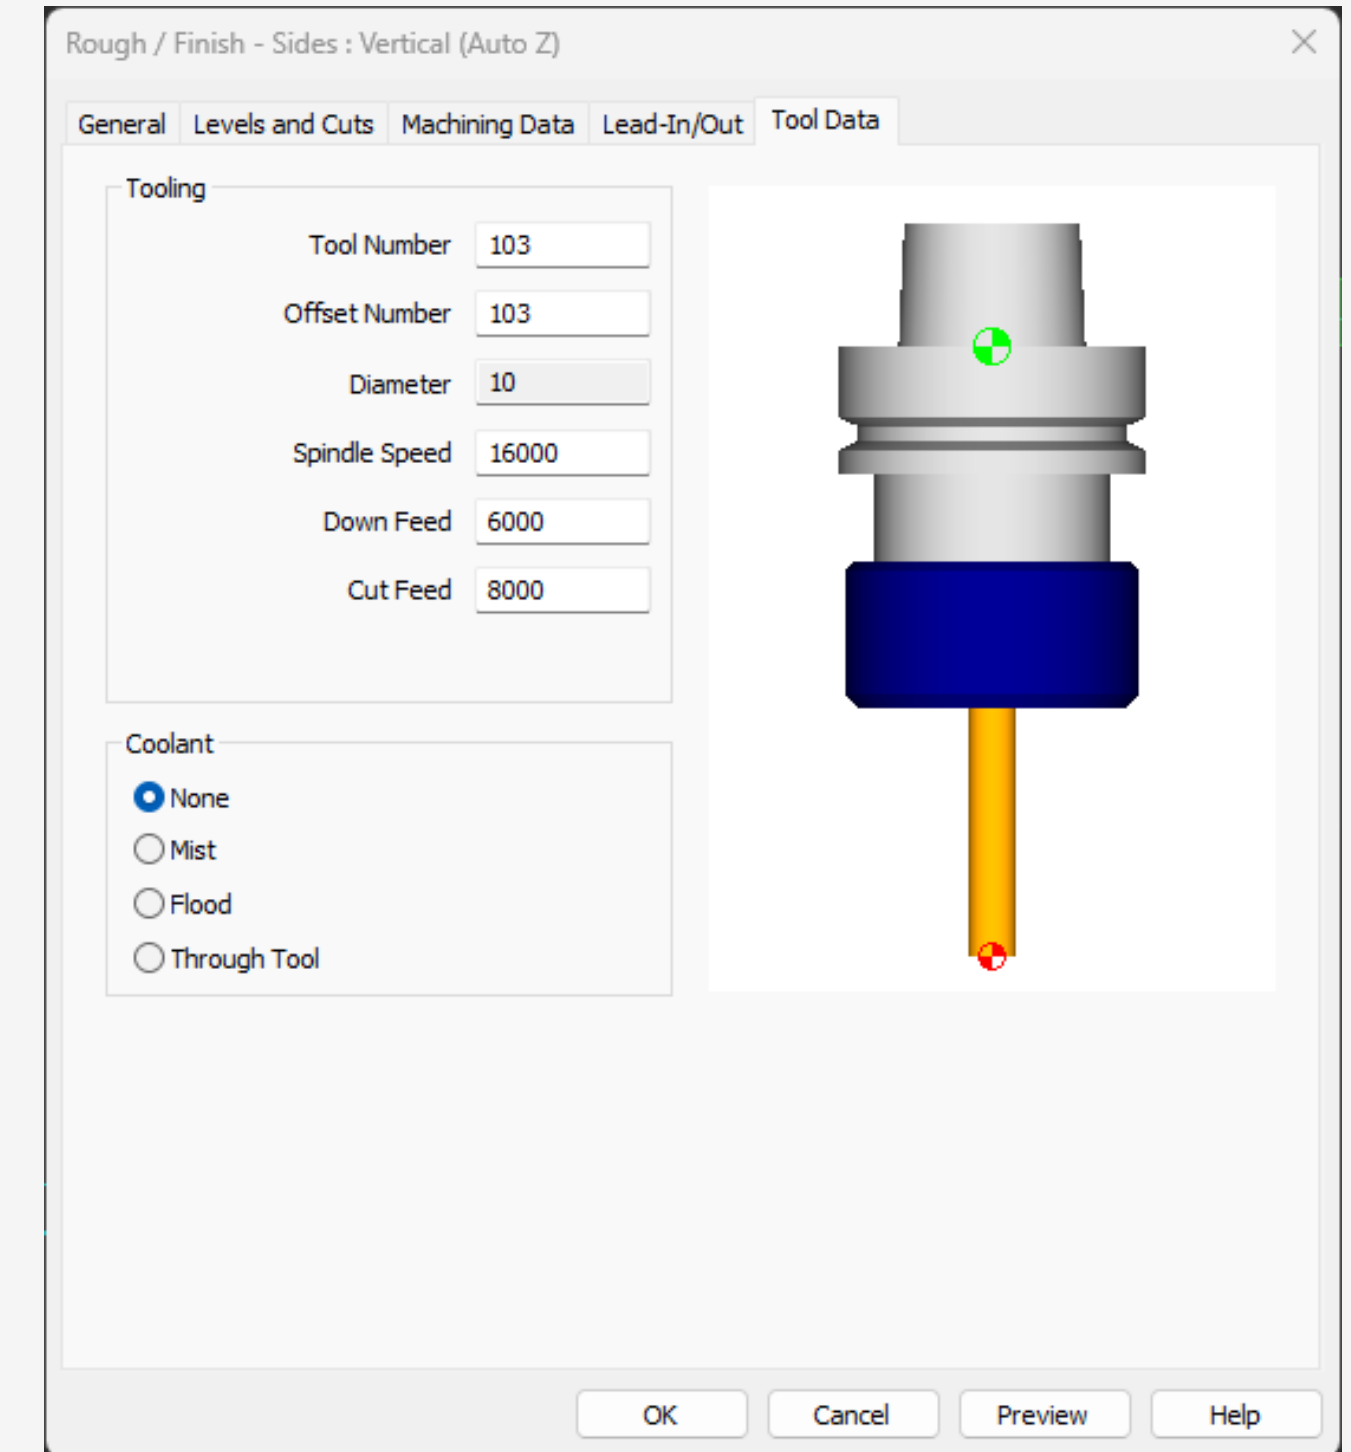 Rough / Finish - Sides : Vertical (Auto Z)
General Levels and Cuts Machining Data Lead-In/Out Tool Data
Tooling
Tool Number 103
Offset Number 103
Diameter 10
Spindle Speed 16000
Down Feed 6000
Cut Feed 8000
Coolant
None
Mist
Flood
Through Tool
OK Cancel Preview Help